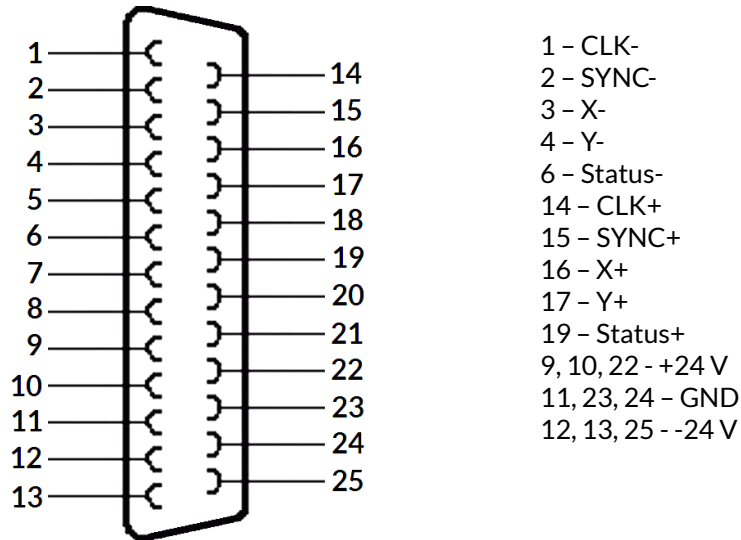 1
2
3
4
5
6
7
8
9
10
11
12
13
14
15
16
17
18
19
20
21
22
23
24
25
1 – CLK-
2 – SYNC-
3 – X-
4 – Y-
6 – Status-
14 – CLK+
15 – SYNC+
16 – X+
17 – Y+
19 – Status+
9, 10, 22 - +24 V
11, 23, 24 – GND
12, 13, 25 - -24 V